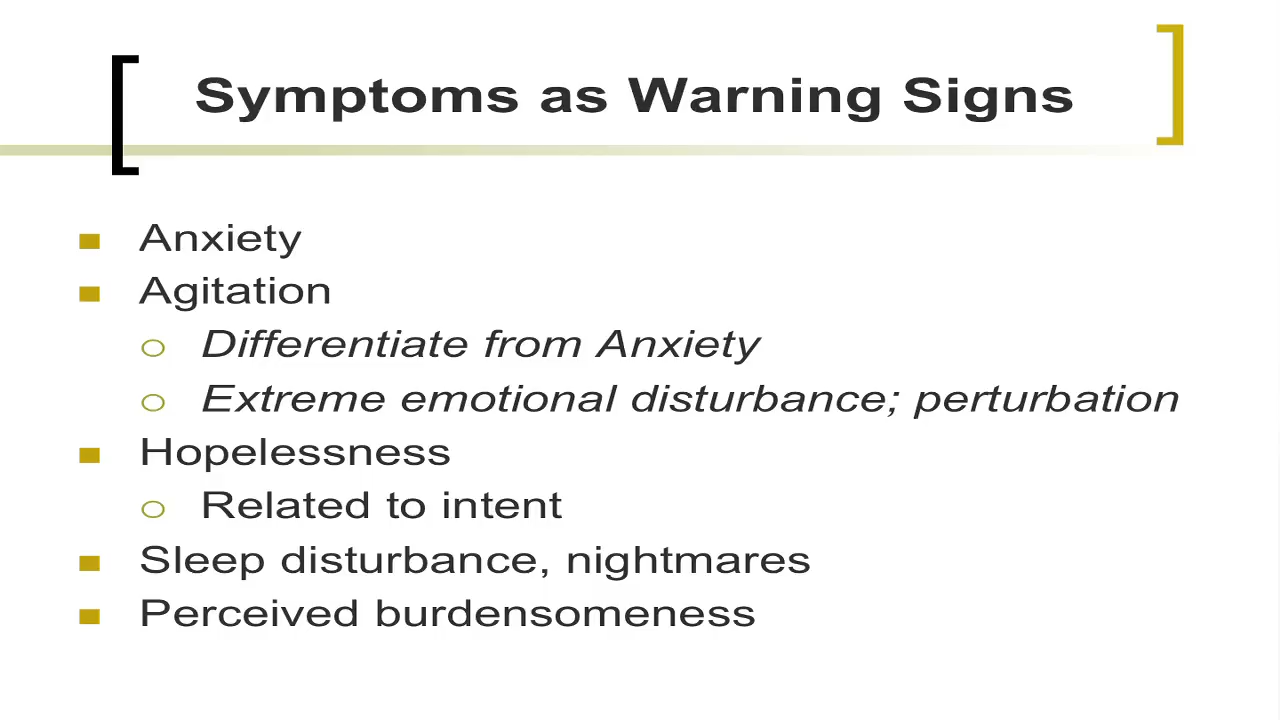 Symptoms as Warning Signs
Anxiety
Agitation
Differentiate from Anxiety
Extreme emotional disturbance; perturbation
Hopelessness
Related to intent
Sleep disturbance, nightmares
Perceived burdensomeness